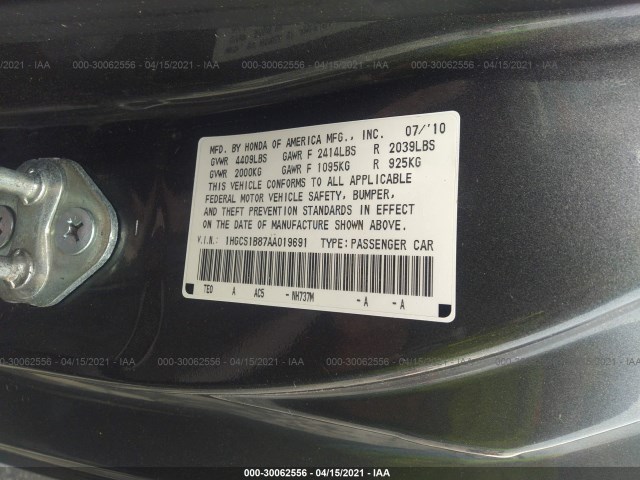 000-30062556 - 04/15/2021 - IAA
000-30062556 - 04/15/2021 - IAA
000-30062556 - 04/15/2021 - IAA
MFD. BY HONDA OF AMERICA MFG., INC. 07/'10
GVWR 4409LBS GAWR F 2414LBS R 2039LBS
GVWR 2000KG GAWR F 1095KG R 925KG
THIS VEHICLE CONFORMS TO ALL APPLICABLE
FEDERAL MOTOR VEHICLE SAFETY, BUMPER,
AND THEFT PREVENTION STANDARDS IN EFFECT
ON THE DATE OF MANUFACTURE SHOWN ABOVE.
V.I.N.: 1HGCS1B87AA019691 TYPE: PASSENGER CAR
TE0 A AC5 - NH737M - A - A
000-30062556 - 04/15/2021 - IAA
000-30062556 - 04/15/2021 - IAA
000-30062556 - 04/15/2021 - IAA
000-30062556 - 04/15/2021 - IAA